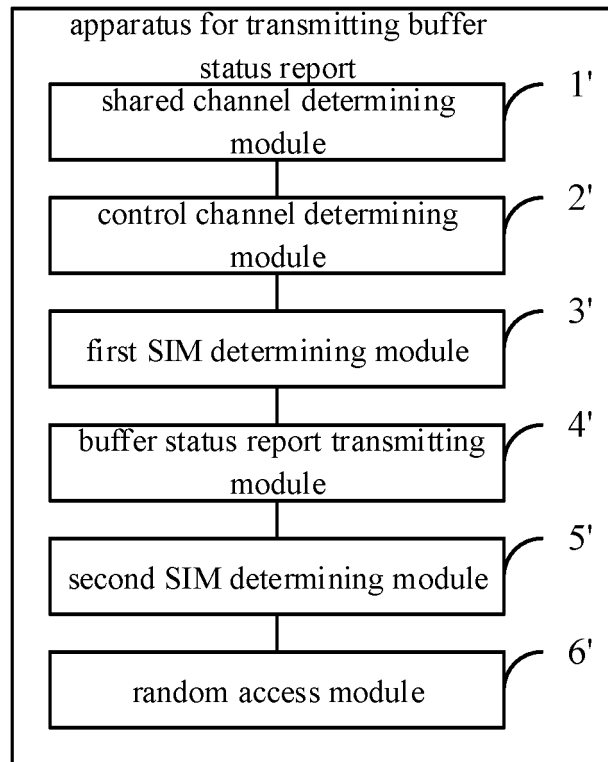 apparatus for transmitting buffer
status report
shared channel determining
module
1'
control channel determining
module
2'
first SIM determining module
3'
buffer status report transmitting
module
4'
second SIM determining module
5'
random access module
6'